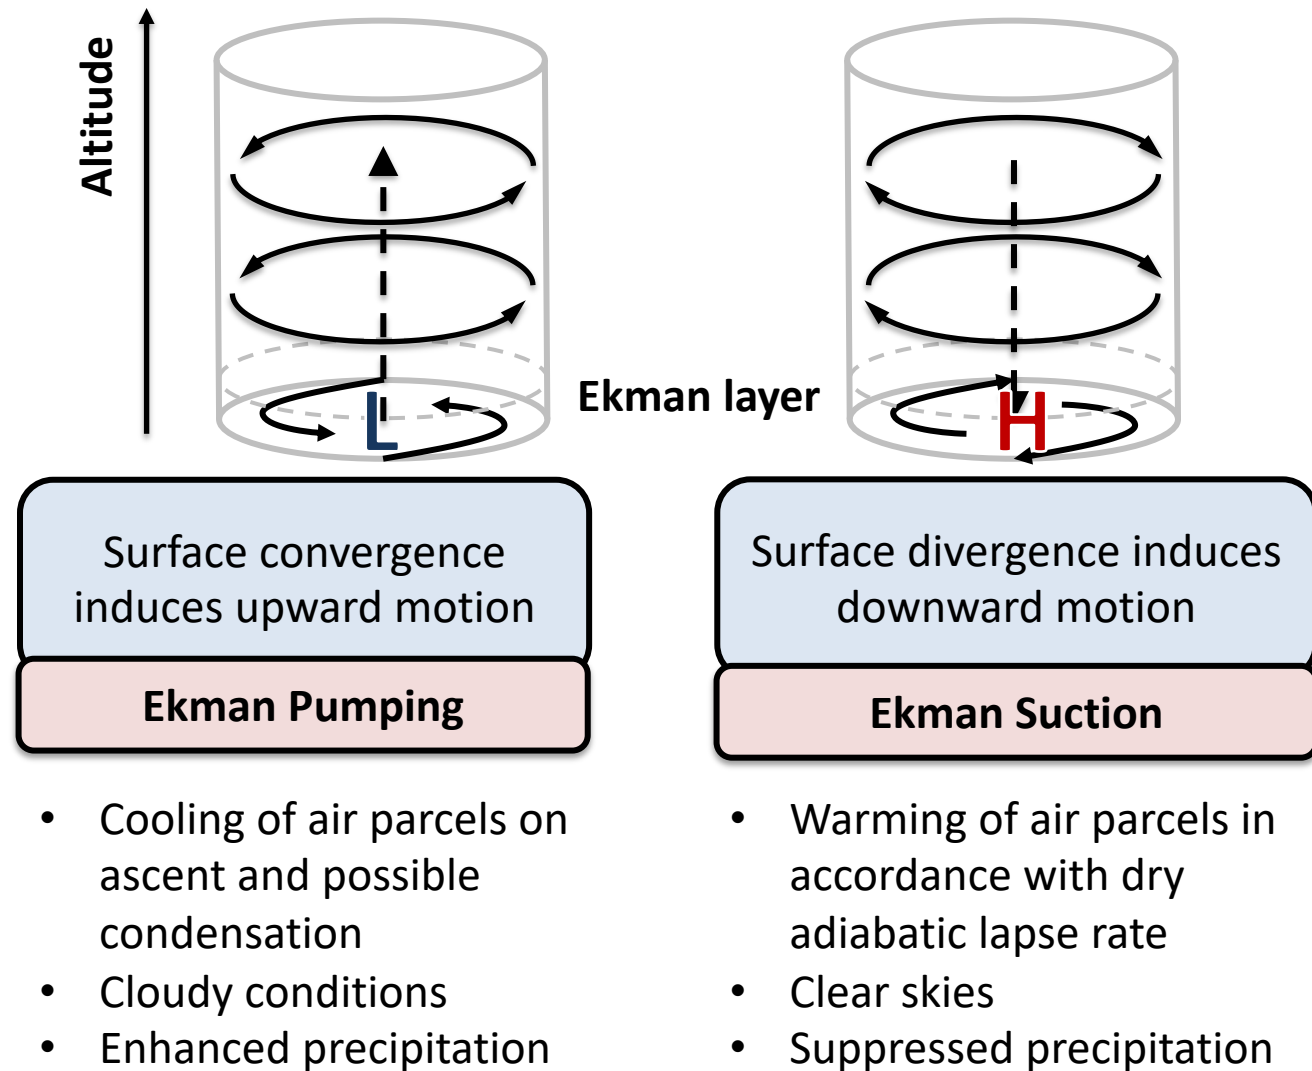 Altitude
L
Ekman layer
H
Surface convergence
induces upward motion
Ekman Pumping
• Cooling of air parcels on
ascent and possible
condensation
• Cloudy conditions
• Enhanced precipitation
Surface divergence induces
downward motion
Ekman Suction
• Warming of air parcels in
accordance with dry
adiabatic lapse rate
• Clear skies
• Suppressed precipitation